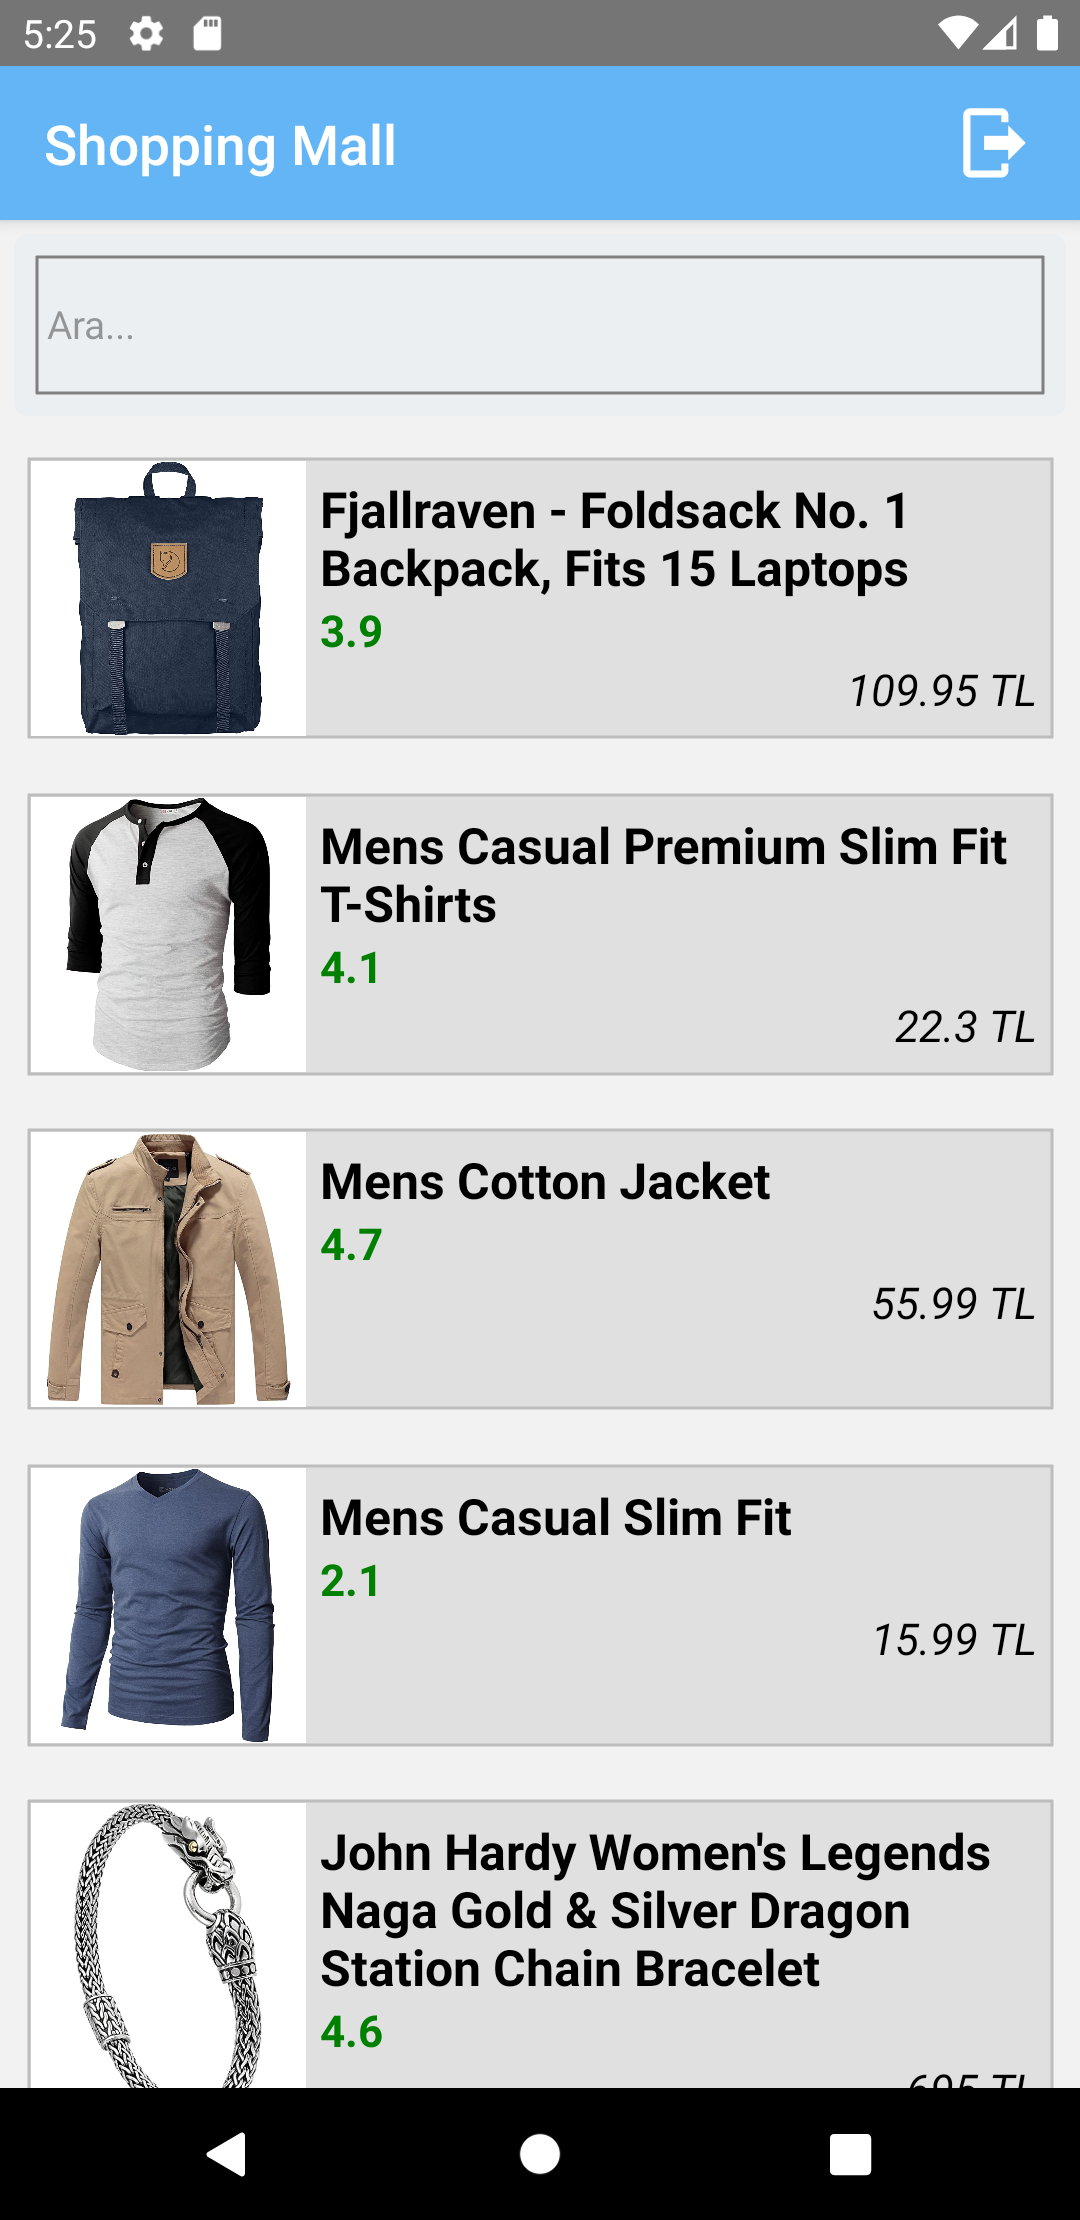 5:25
Shopping Mall
Ara...
Fjallraven - Foldsack No. 1
Backpack, Fits 15 Laptops
3.9
109.95 TL
Mens Casual Premium Slim Fit
T-Shirts
4.1
22.3 TL
Mens Cotton Jacket
4.7
55.99 TL
Mens Casual Slim Fit
2.1
15.99 TL
John Hardy Women's Legends
Naga Gold & Silver Dragon
Station Chain Bracelet
4.6
695 TL